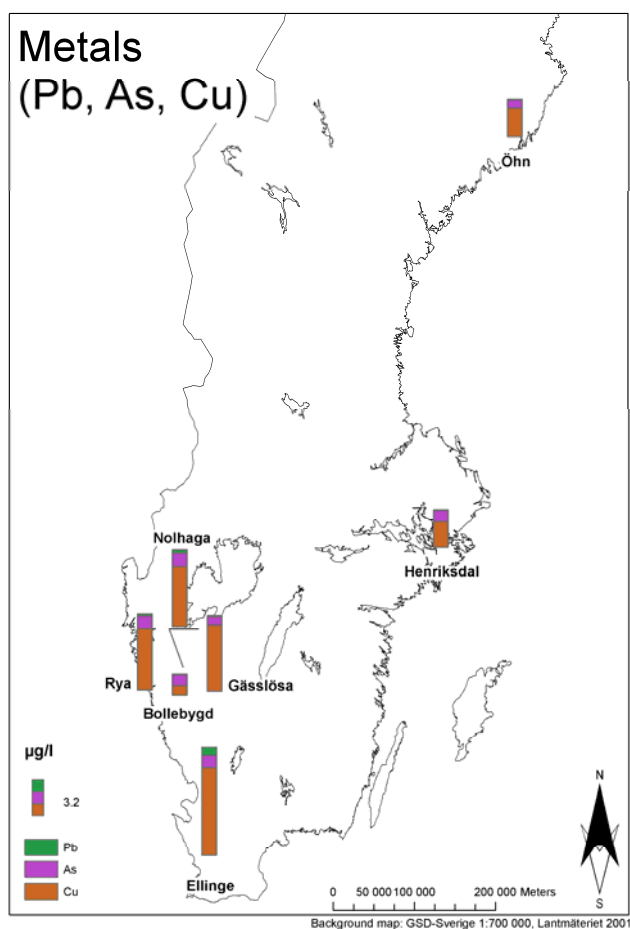 Metals
(Pb, As, Cu)
Öhn
Nolhaga
Henriksdal
Rya
Gässlösa
Bollebygd
µg/l
3.2
Pb
As
Cu
Ellinge
N
S
0 50 000 100 000 200 000 Meters
Background map: GSD-Sverige 1:700 000, Lantmäteriet 2001